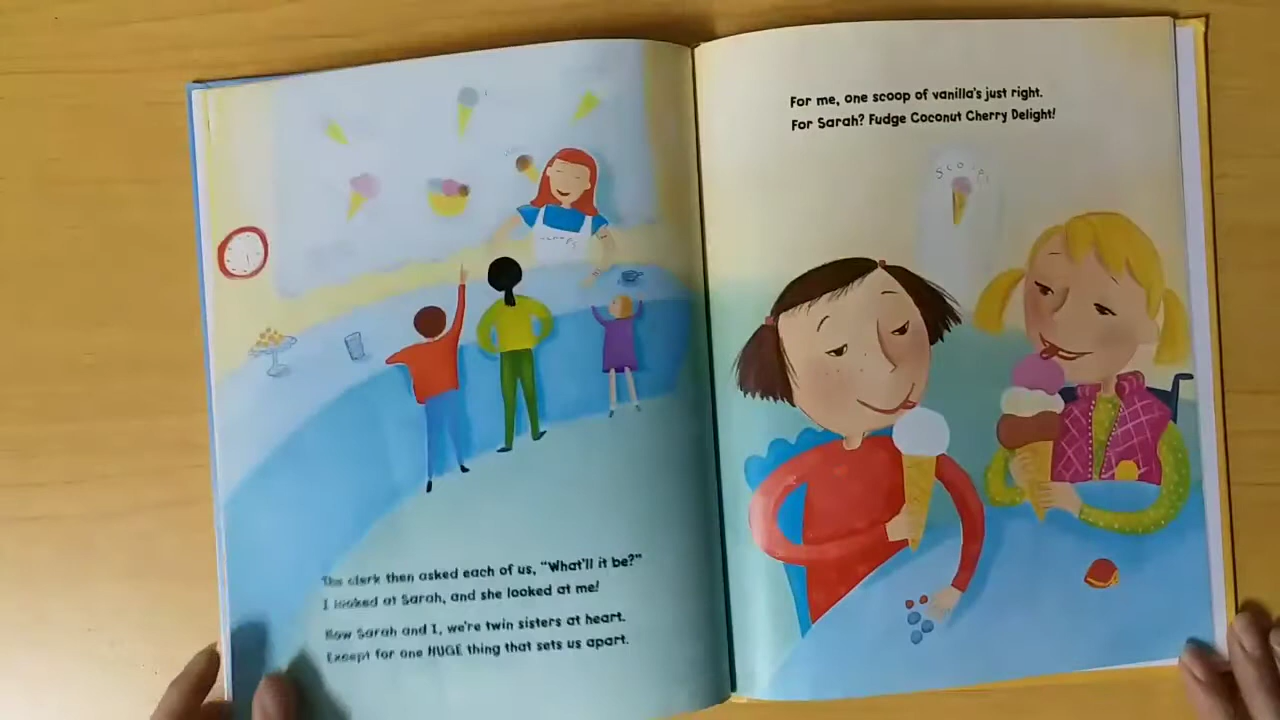 The clerk then asked each of us, "What'll it be?"
I looked at Sarah, and she looked at me!
Now Sarah and I, we're twin sisters at heart.
Except for one HUGE thing that sets us apart.
For me, one scoop of vanilla's just right.
For Sarah? Fudge Coconut Cherry Delight!